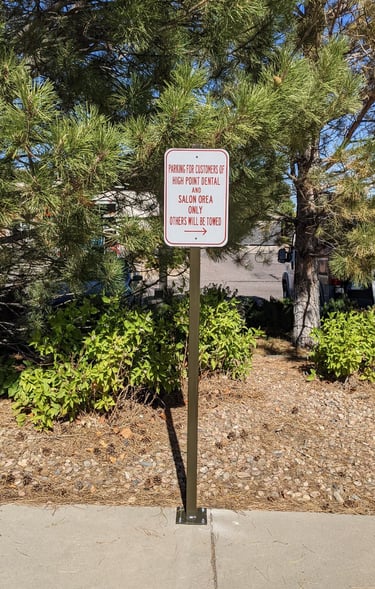 PARKING FOR CUSTOMERS OF
HIGH POINT DENTAL
AND
SALON OREA
ONLY
OTHERS WILL BE TOWED